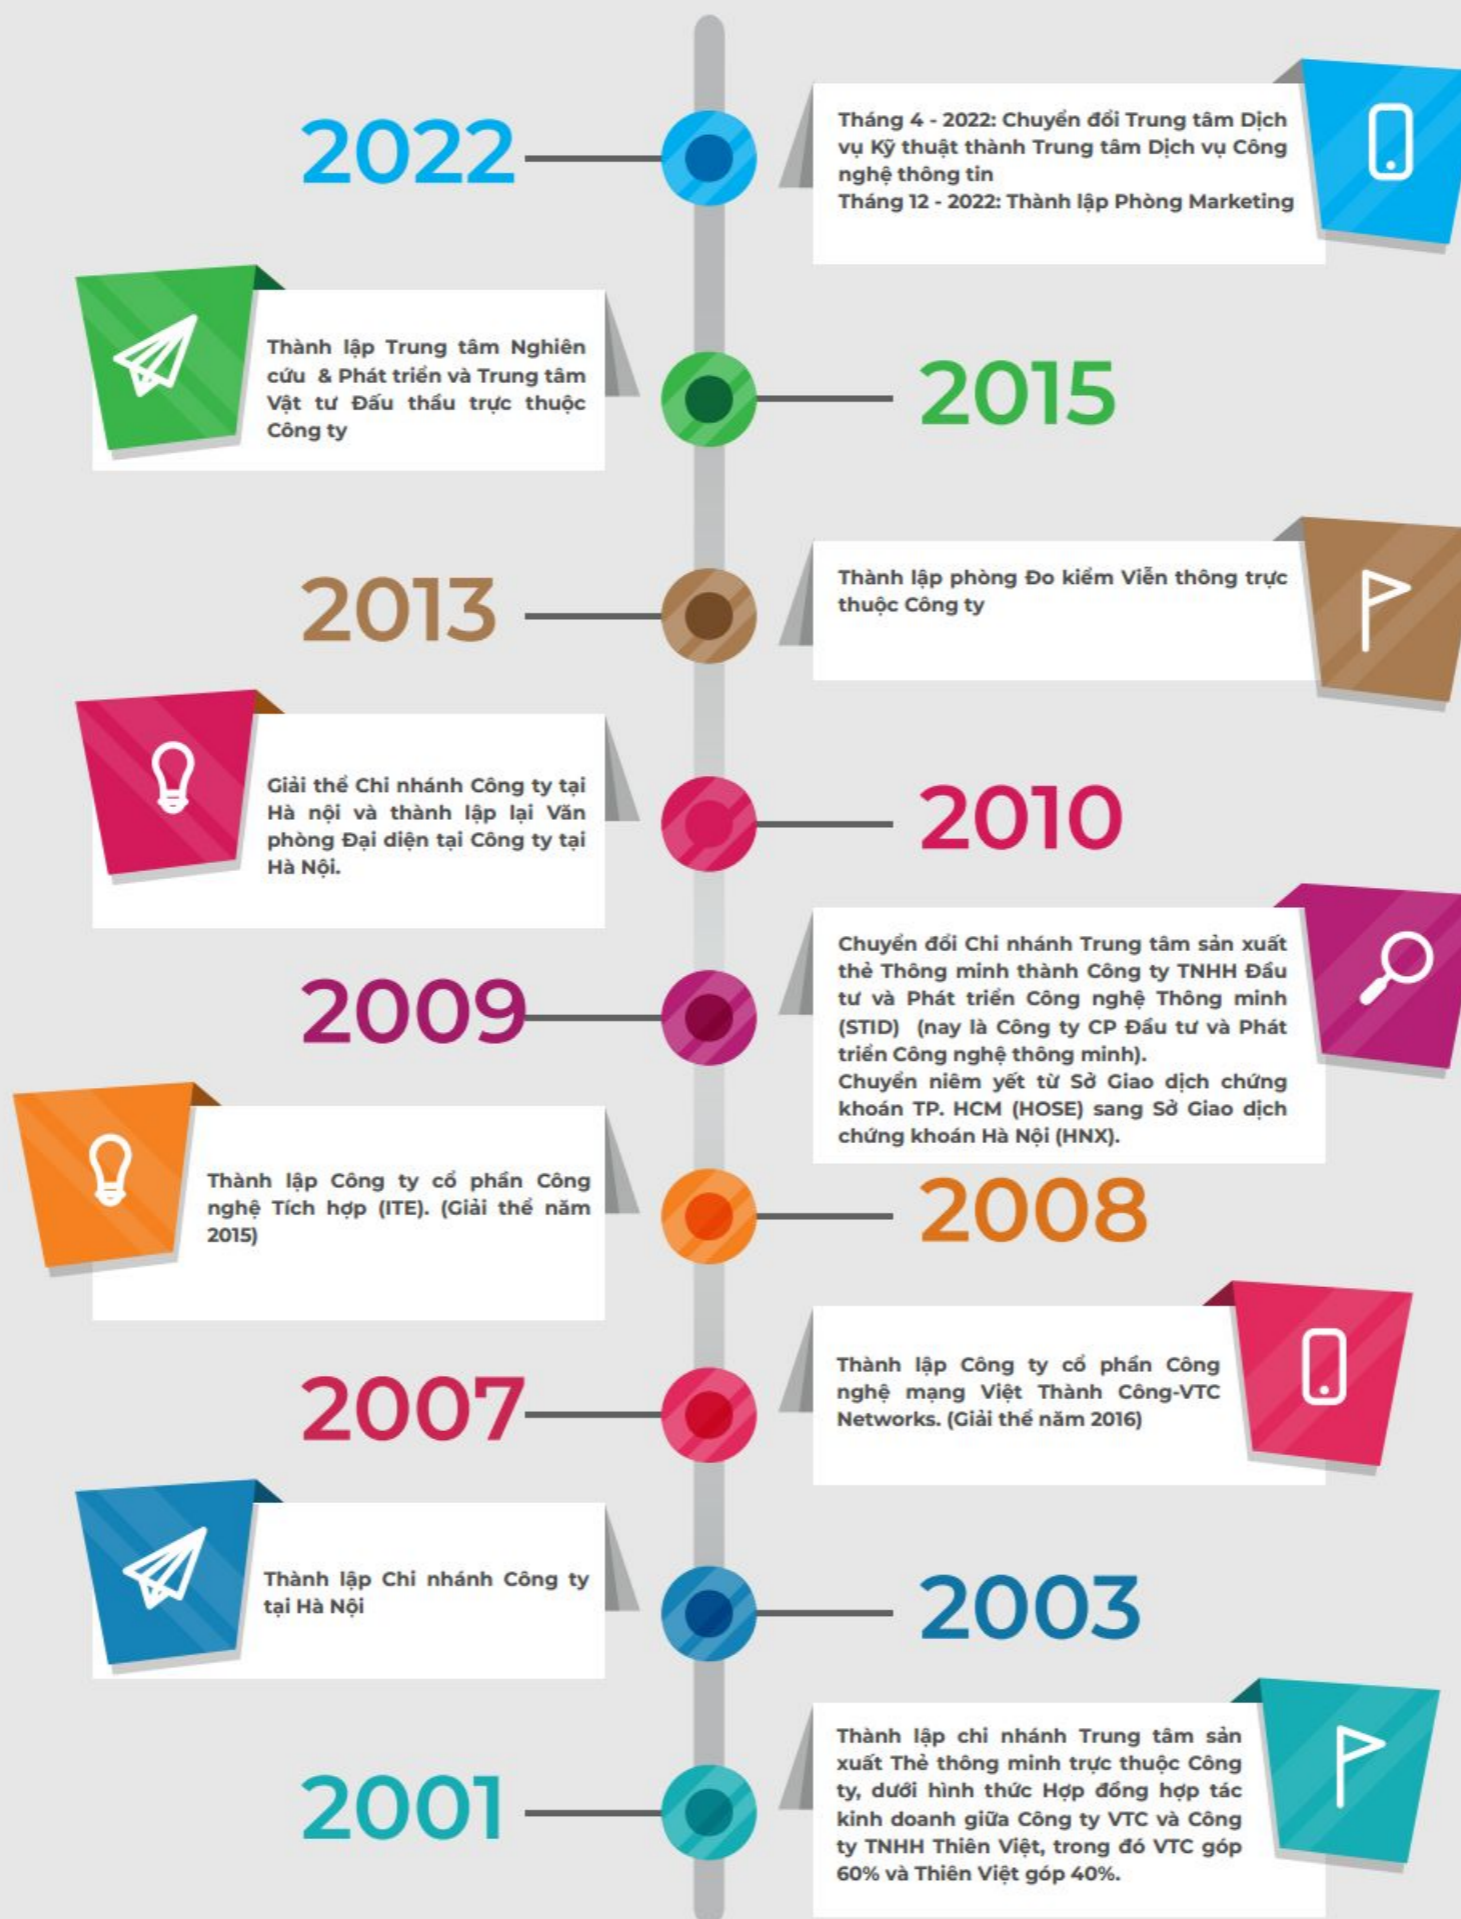 2022
Tháng 4 - 2022: Chuyển đổi Trung tâm Dịch
vụ Kỹ thuật thành Trung tâm Dịch vụ Công
nghệ thông tin
Tháng 12 - 2022: Thành lập Phòng Marketing
Thành lập Trung tâm Nghiên
cứu & Phát triển và Trung tâm
Vật tư Đấu thầu trực thuộc
Công ty
2015
2013
Thành lập phòng Đo kiểm Viễn thông trực
thuộc Công ty
Giải thể Chi nhánh Công ty tại
Hà nội và thành lập lại Văn
phòng Đại diện tại Công ty tại
Hà Nội.
2010
2009
Chuyển đổi Chi nhánh Trung tâm sản xuất
thẻ Thông minh thành Công ty TNHH Đầu
tư và Phát triển Công nghệ Thông minh
(STID) (nay là Công ty CP Đầu tư và Phát
triển Công nghệ thông minh).
Chuyển niêm yết từ Sở Giao dịch chứng
khoán TP. HCM (HOSE) sang Sở Giao dịch
chứng khoán Hà Nội (HNX).
Thành lập Công ty cổ phần Công
nghệ Tích hợp (ITE). (Giải thể năm
2015)
2008
2007
Thành lập Công ty cổ phần Công
nghệ mạng Việt Thành Công-VTC
Networks. (Giải thể năm 2016)
Thành lập Chi nhánh Công ty
tại Hà Nội
2003
2001
Thành lập chi nhánh Trung tâm sản
xuất Thẻ thông minh trực thuộc Công
ty, dưới hình thức Hợp đồng hợp tác
kinh doanh giữa Công ty VTC và Công
ty TNHH Thiên Việt, trong đó VTC góp
60% và Thiên Việt góp 40%.